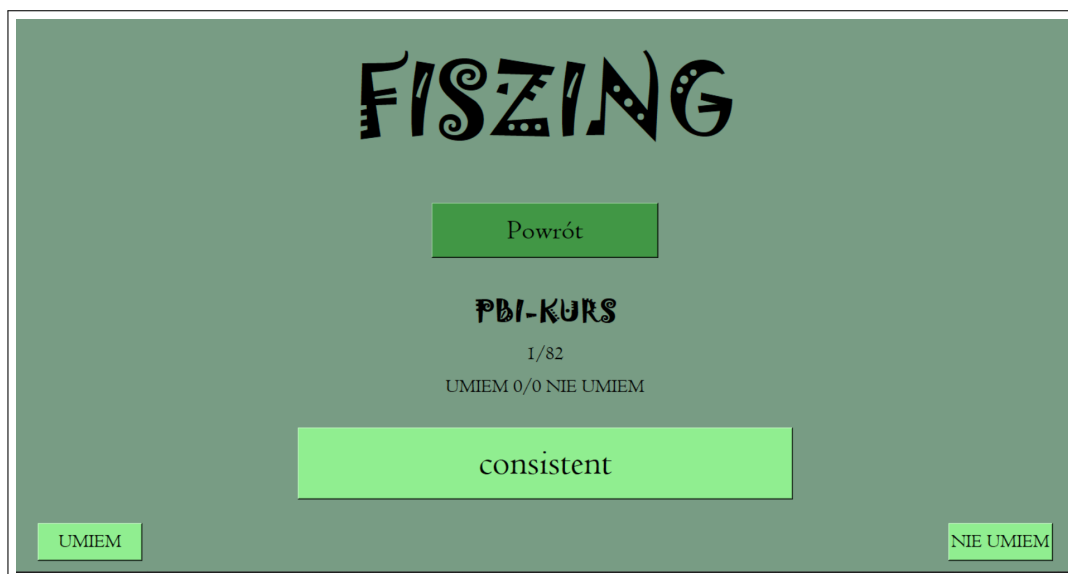 FISZING
Powrót
PBI-KURS
1/82
UMIEM 0/0 NIE UMIEM
consistent
UMIEM
NIE UMIEM